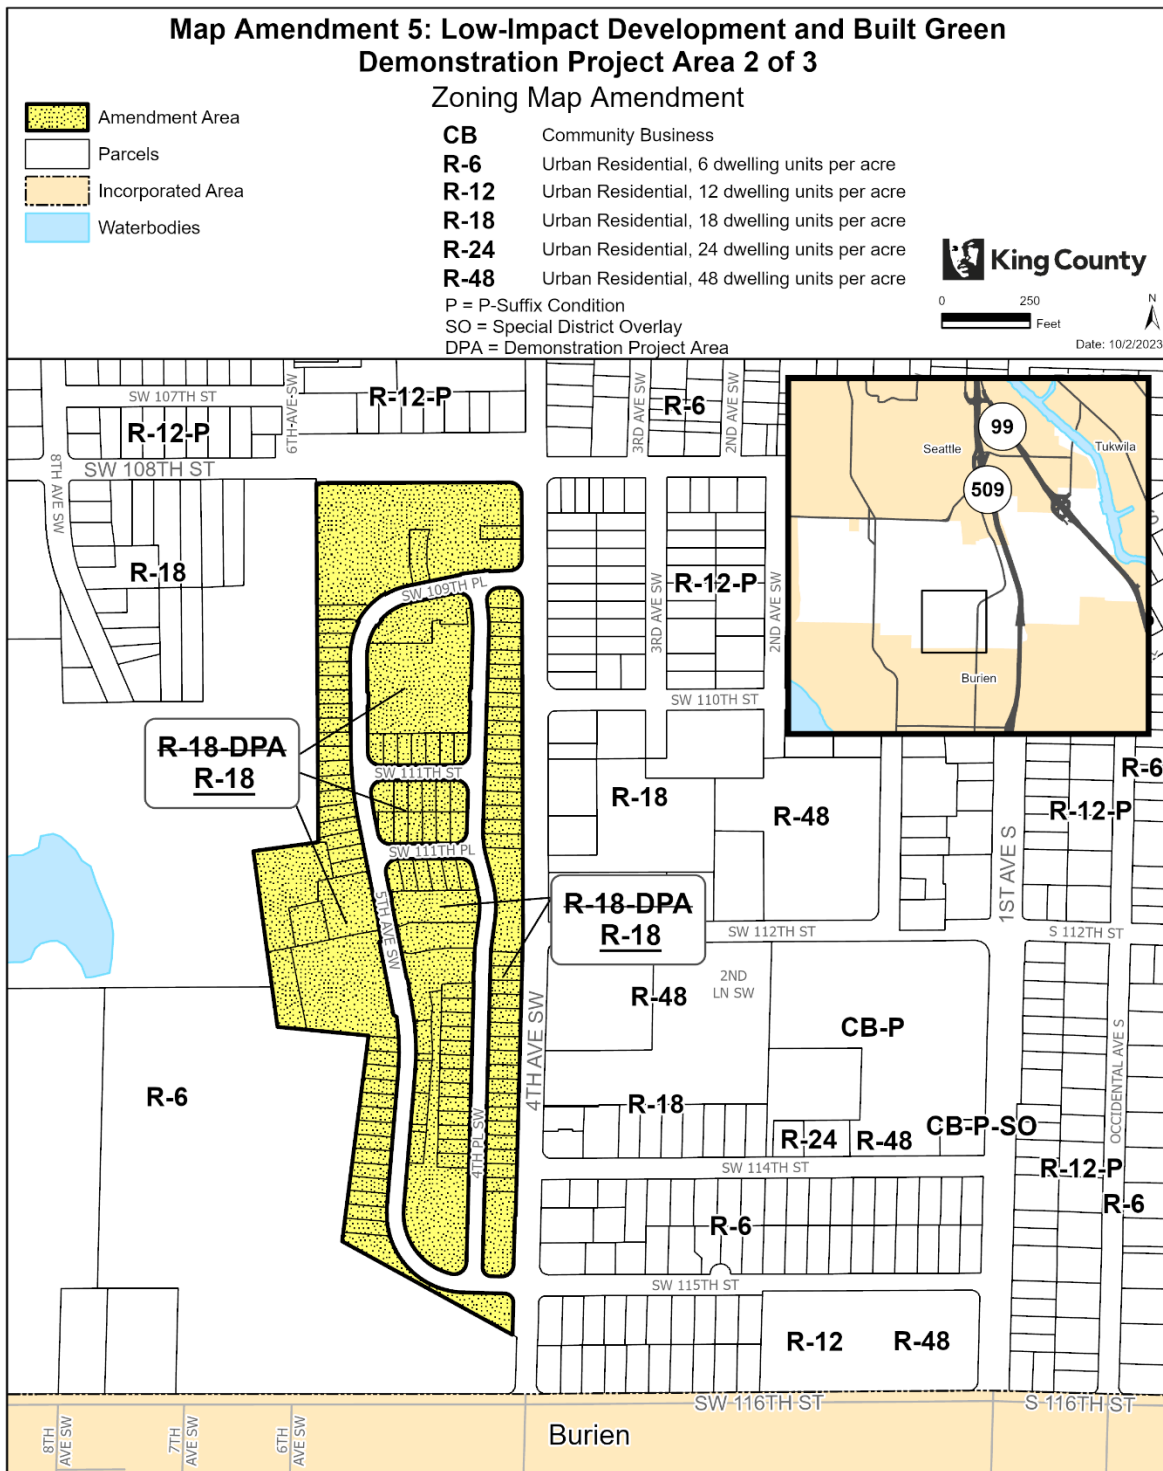 Map Amendment 5: Low-Impact Development and Built Green
Demonstration Project Area 2 of 3
Zoning Map Amendment
Amendment Area
Parcels
Incorporated Area
Waterbodies
CB Community Business
R-6 Urban Residential, 6 dwelling units per acre
R-12 Urban Residential, 12 dwelling units per acre
R-18 Urban Residential, 18 dwelling units per acre
R-24 Urban Residential, 24 dwelling units per acre
R-48 Urban Residential, 48 dwelling units per acre
P = P-Suffix Condition
SO = Special District Overlay
DPA = Demonstration Project Area
King County
0 250
Feet
N
Date: 10/2/2023
SW 107TH ST
6TH AVE SW
R-12-P
3RD AVE SW
R-6
2ND AVE SW
R-12-P
8TH AVE SW
SW 108TH ST
99
Seattle
Tukwila
509
Burien
R-18
SW 109TH PL
3RD AVE SW
R-12-P
2ND AVE SW
SW 110TH ST
R-18-DPA
R-18
SW 111TH ST
R-18
R-48
R-6
R-12-P
SW 111TH PL
1ST AVE S
5TH AVE SW
R-18-DPA
R-18
SW 112TH ST
S 112TH ST
2ND
LN SW
R-48
4TH AVE SW
CB-P
OCCIDENTAL AVE S
R-6
R-18
4TH PL SW
R-24
R-48
CB-P-SO
SW 114TH ST
R-12-P
R-6
R-6
SW 115TH ST
R-12
R-48
SW 116TH ST
S 116TH ST
8TH
AVE SW
7TH
AVE SW
6TH
AVE SW
Burien